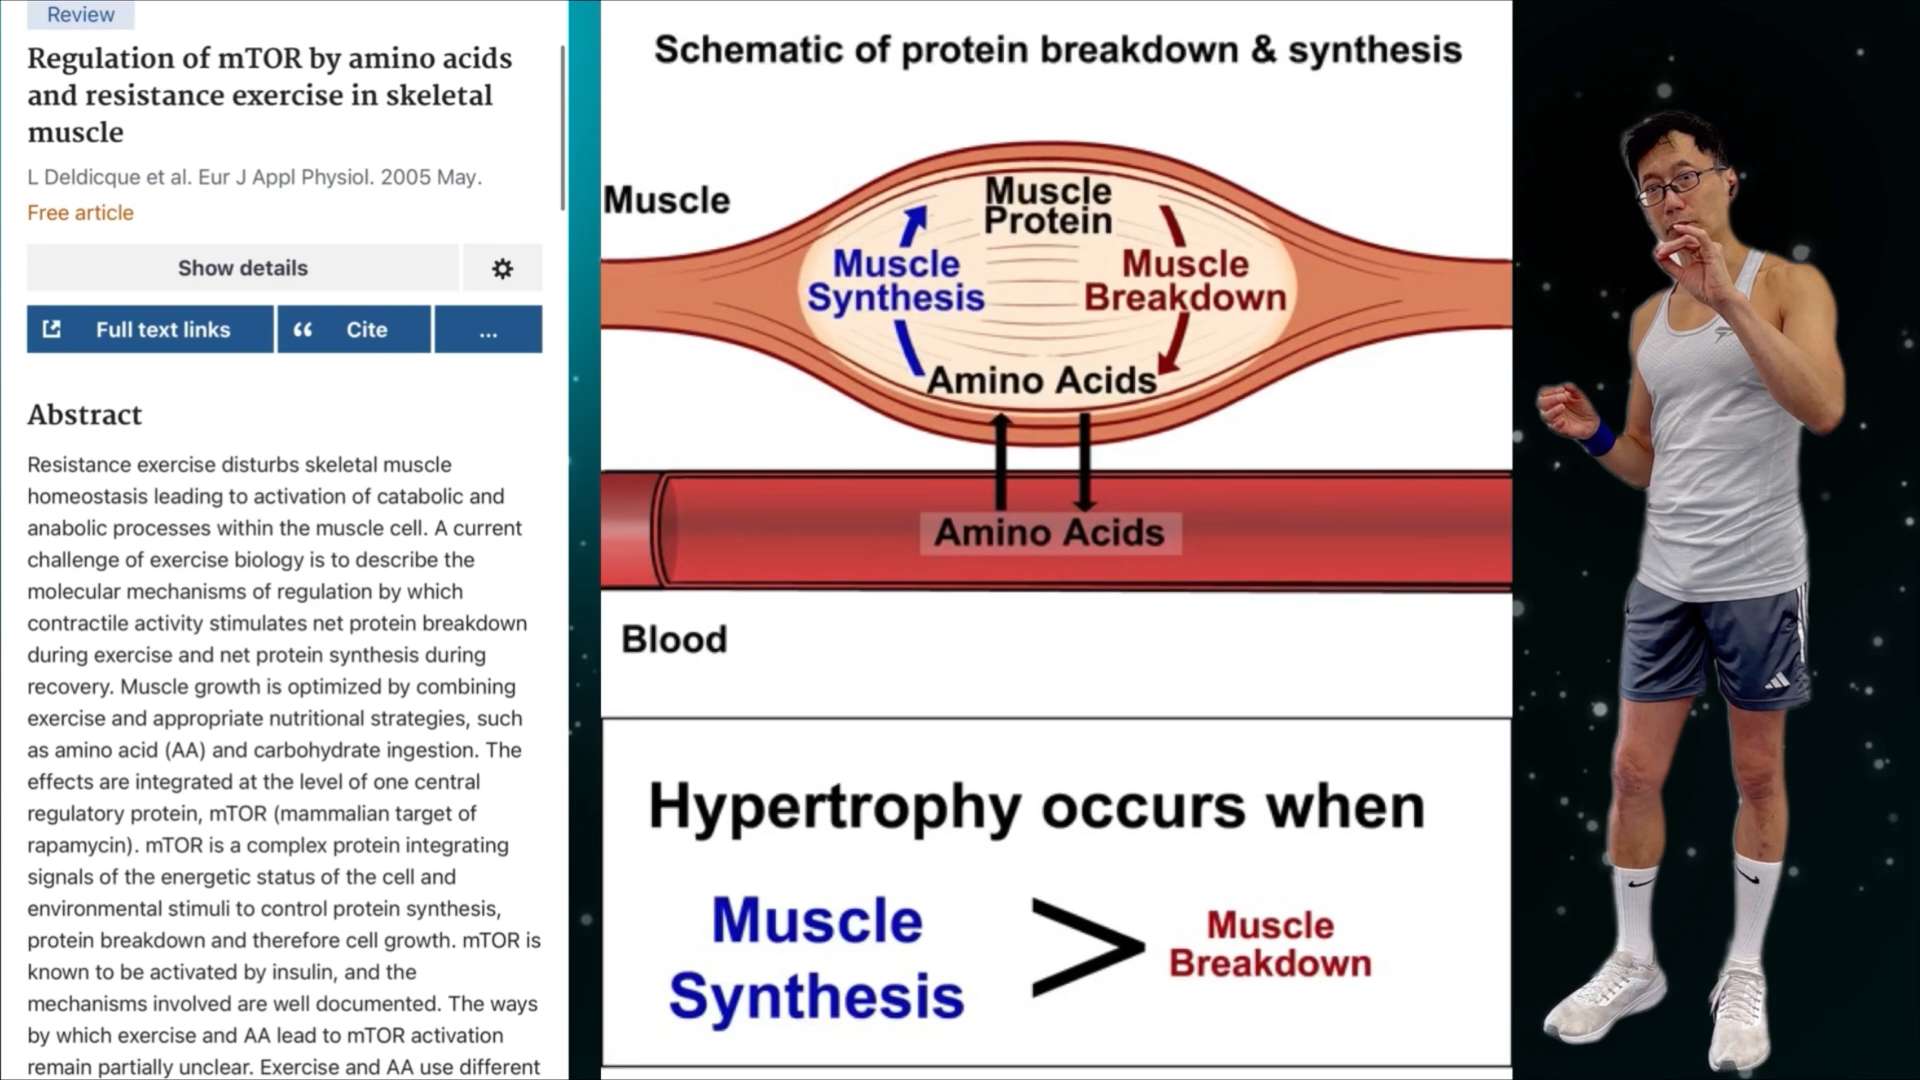 Review
Regulation of mTOR by amino acids
and resistance exercise in skeletal
muscle
L Deldicque et al. Eur J Appl Physiol. 2005 May.
Free article
Show details
Full text links
Cite
...
Abstract
Resistance exercise disturbs skeletal muscle
homeostasis leading to activation of catabolic and
anabolic processes within the muscle cell. A current
challenge of exercise biology is to describe the
molecular mechanisms of regulation by which
contractile activity stimulates net protein breakdown
during exercise and net protein synthesis during
recovery. Muscle growth is optimized by combining
exercise and appropriate nutritional strategies, such
as amino acid (AA) and carbohydrate ingestion. The
effects are integrated at the level of one central
regulatory protein, mTOR (mammalian target of
rapamycin). mTOR is a complex protein integrating
signals of the energetic status of the cell and
environmental stimuli to control protein synthesis,
protein breakdown and therefore cell growth. mTOR is
known to be activated by insulin, and the
mechanisms involved are well documented. The ways
by which exercise and AA lead to mTOR activation
remain partially unclear. Exercise and AA use different
Schematic of protein breakdown & synthesis
Muscle
Muscle
Protein
Muscle
Synthesis
Muscle
Breakdown
Amino Acids
Amino Acids
Blood
Hypertrophy occurs when
Muscle
Synthesis
>
Muscle
Breakdown